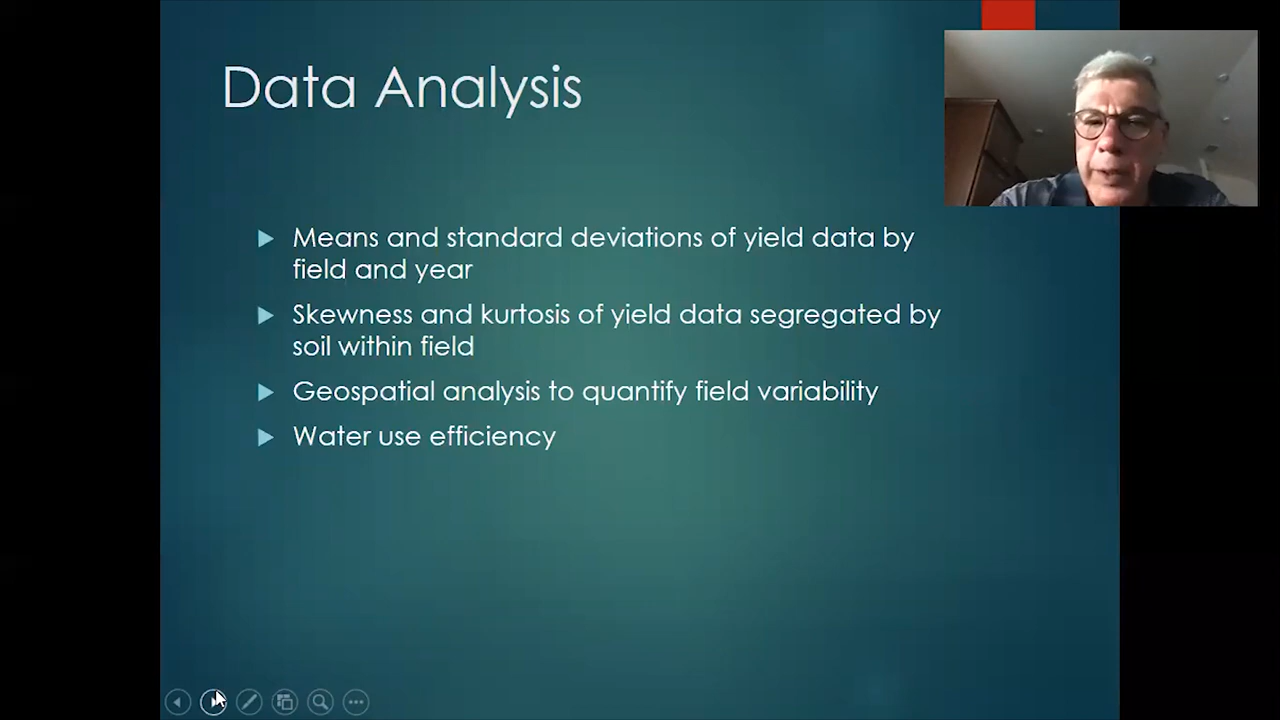 Data Analysis
Means and standard deviations of yield data by
field and year
Skewness and kurtosis of yield data segregated by
soil within field
Geospatial analysis to quantify field variability
Water use efficiency